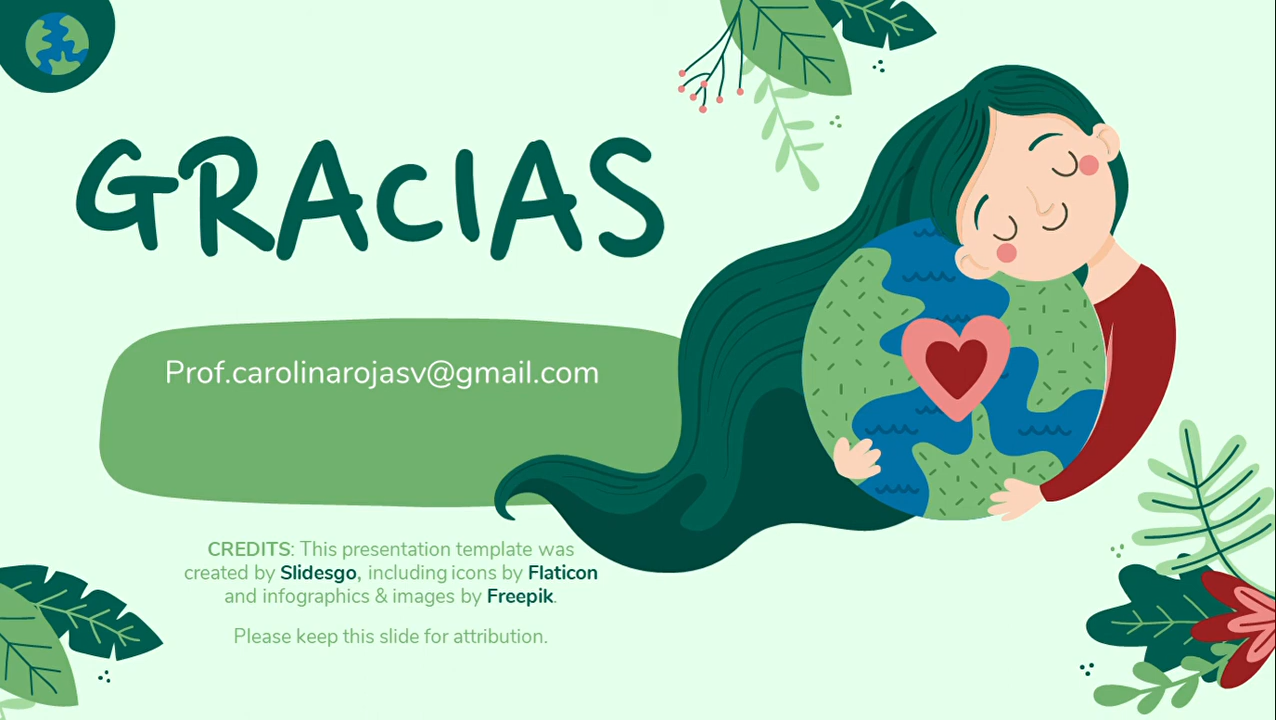 GRACIAS
Prof.carolinarojasv@gmail.com
CREDITS: This presentation template was
created by Slidesgo, including icons by Flaticon
and infographics & images by Freepik.
Please keep this slide for attribution.